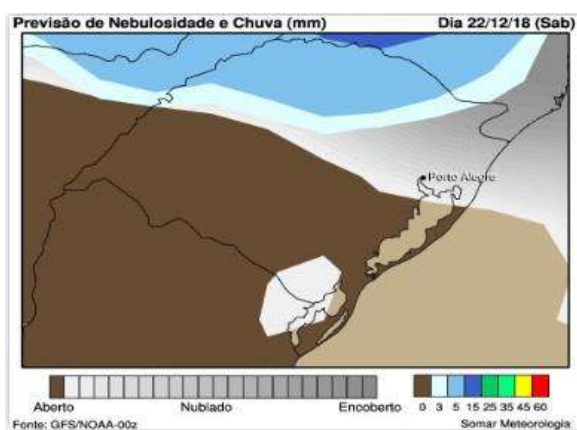 Previsão de Nebulosidade e Chuva (mm) Dia 22/12/18 (Sab)
Porto Alegre
Aberto Nublado Encoberto 0 3 5 15 25 35 45 60
Fonte: GFS/NOAA-00z Somar Meteorologia